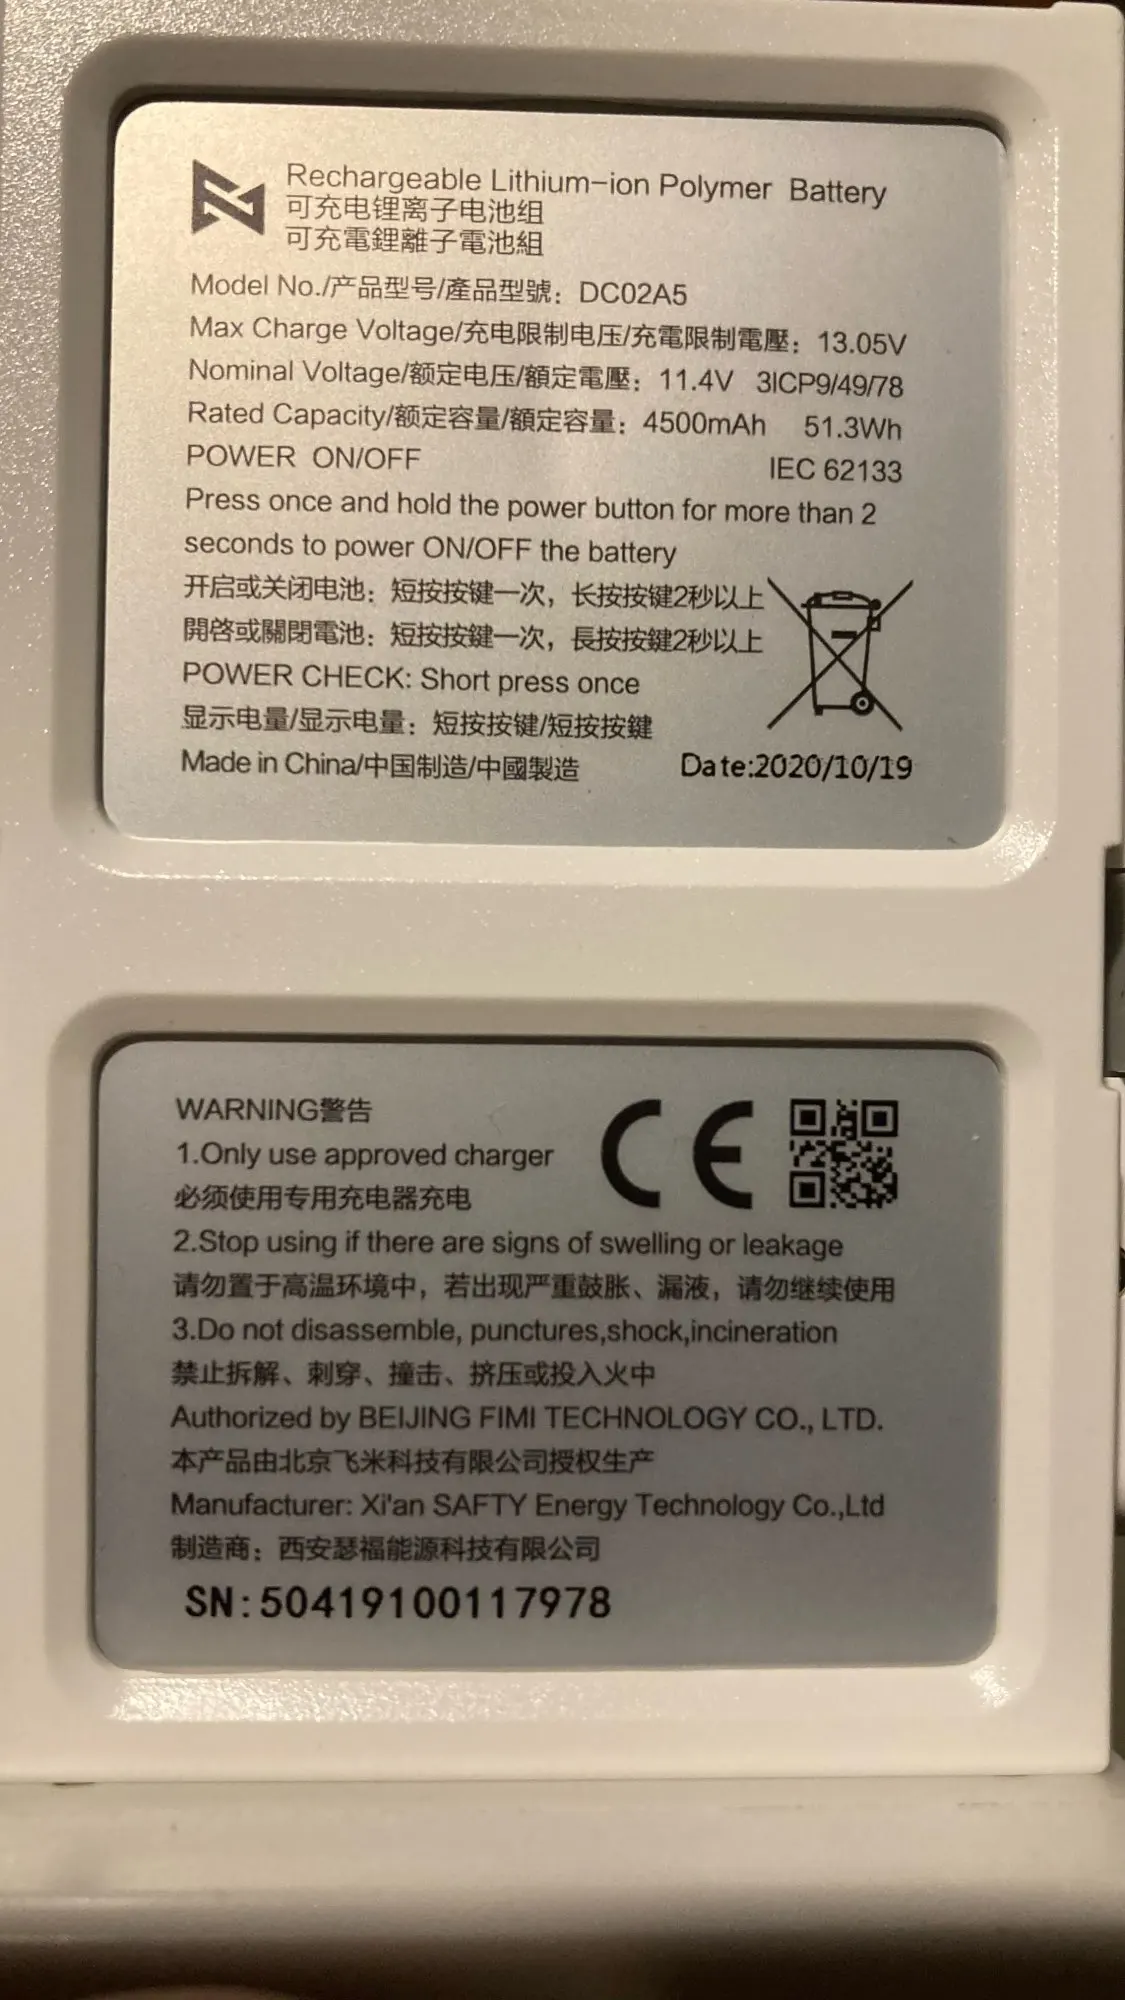 Rechargeable Lithium-ion Polymer Battery
可充电锂离子电池组
可充電鋰離子電池組
Model No./产品型号/產品型號：DC02A5
Max Charge Voltage/充电限制电压/充電限制電壓：13.05V
Nominal Voltage/额定电压/額定電壓：11.4V 3ICP9/49/78
Rated Capacity/额定容量/額定容量：4500mAh 51.3Wh
POWER ON/OFF IEC 62133
Press once and hold the power button for more than 2
seconds to power ON/OFF the battery
开启或关闭电池：短按按键一次，长按按键2秒以上
開啓或關閉電池：短按按鍵一次，長按按鍵2秒以上
POWER CHECK: Short press once
显示电量/显示电量：短按按键/短按按鍵
Made in China/中国制造/中國製造 Date:2020/10/19
WARNING警告
1.Only use approved charger
必须使用专用充电器充电
CE
2.Stop using if there are signs of swelling or leakage
请勿置于高温环境中，若出现严重鼓胀、漏液，请勿继续使用
3.Do not disassemble, punctures,shock,incineration
禁止拆解、刺穿、撞击、挤压或投入火中
Authorized by BEIJING FIMI TECHNOLOGY CO., LTD.
本产品由北京飞米科技有限公司授权生产
Manufacturer: Xi'an SAFTY Energy Technology Co.,Ltd
制造商：西安瑟福能源科技有限公司
SN:50419100117978